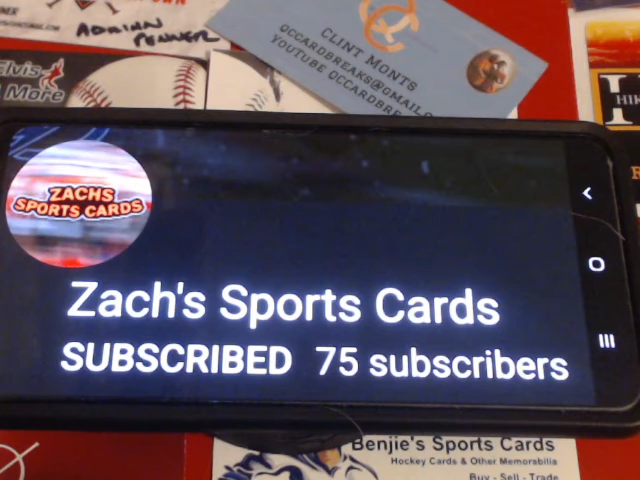 ADRIAN
PENNER
CLINT MONTS
QCCARDBREAKS@GMAIL
YOUTUBE QCCARDBRE
Elvis
& More
HI
ZACHS
SPORTS CARDS
Zach's Sports Cards
SUBSCRIBED 75 subscribers
Benjie's Sports Cards
Hockey Cards & Other Memorabilia
Buy - Sell - Trade